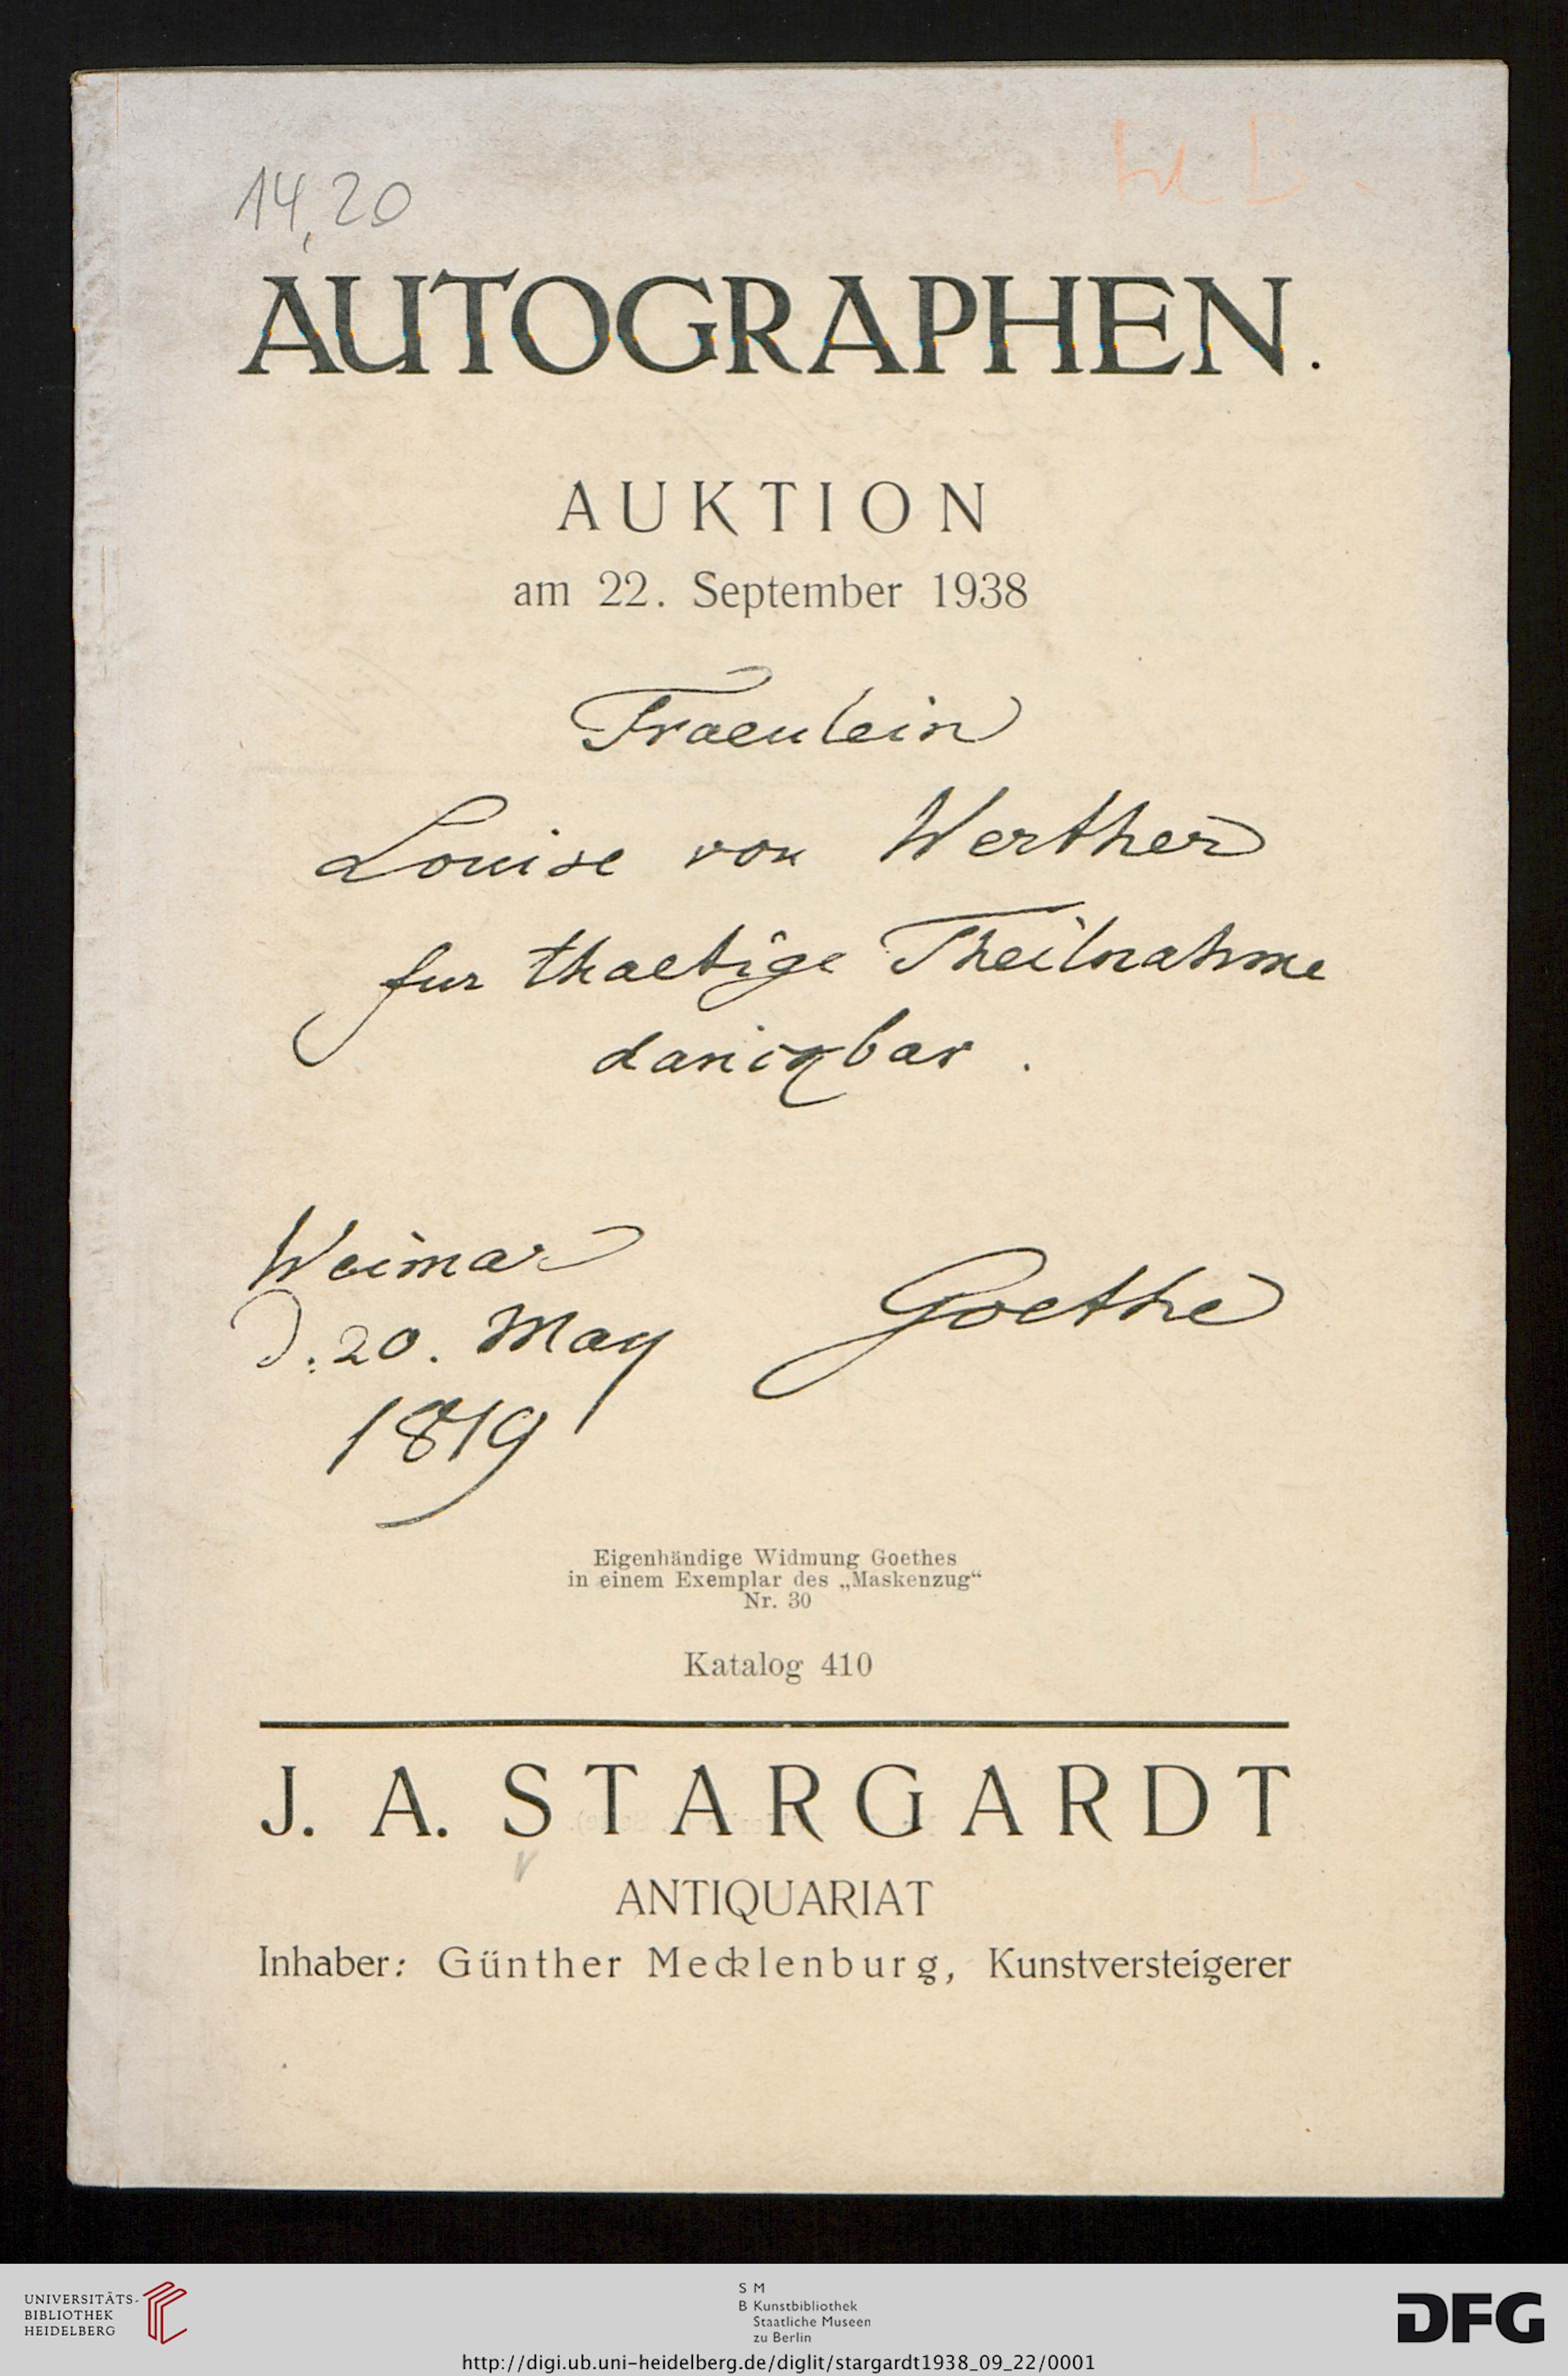 14,20
AUTOGRAPHEN.
AUKTION
am 22. September 1938
Fraeulein
Louise von Werther
fur thaetige Theilnahme
danckbar.
Weimar
d. 20. May
1819
Goethe
Eigenhändige Widmung Goethes
in einem Exemplar des „Maskenzug“
Nr. 30
Katalog 410
J. A. STARGARDT
ANTIQUARIAT
Inhaber: Günther Mecklenburg, Kunstversteigerer
UNIVERSITÄTS-
BIBLIOTHEK
HEIDELBERG
S M
B Kunstbibliothek
Staatliche Museen
zu Berlin
DFG
http://digi.ub.uni-heidelberg.de/diglit/stargardt1938_09_22/0001